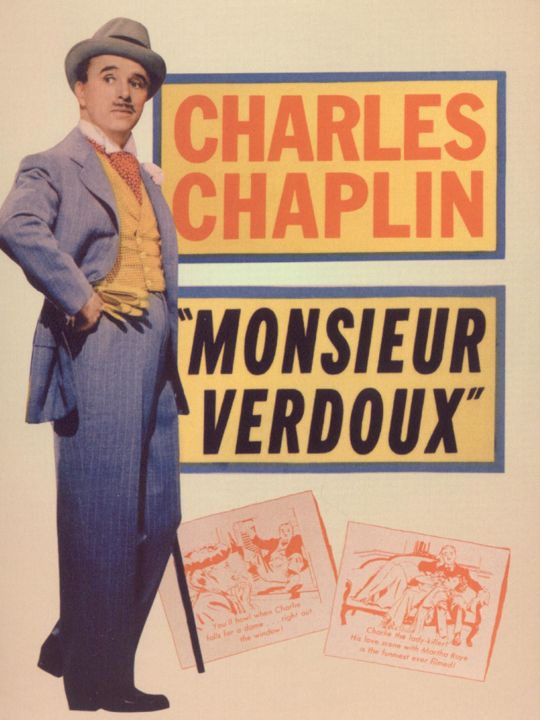 CHARLES
CHAPLIN
"MONSIEUR
VERDOUX"
You'll howl when Charlie
falls for a dame . . . right out
the window!
Charlie the lady-killer!
His love scene with Martha Raye
is the funniest ever filmed!